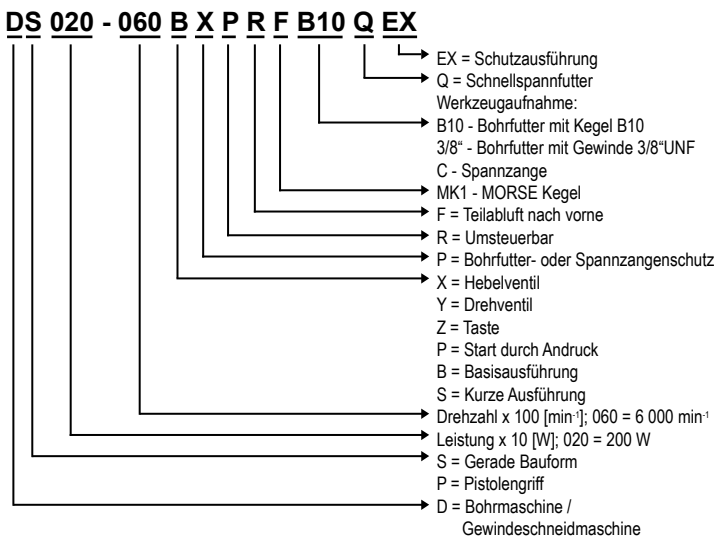 DS 020 - 060 B X P R F B10 Q EX
EX = Schutzausführung
Q = Schnellspannfutter
Werkzeugaufnahme:
B10 - Bohrfutter mit Kegel B10
3/8“ - Bohrfutter mit Gewinde 3/8“UNF
C - Spannzange
MK1 - MORSE Kegel
F = Teilabluft nach vorne
R = Umsteuerbar
P = Bohrfutter- oder Spannzangenschutz
X = Hebelventil
Y = Drehventil
Z = Taste
P = Start durch Andruck
B = Basisausführung
S = Kurze Ausführung
Drehzahl x 100 [min⁻¹]; 060 = 6 000 min⁻¹
Leistung x 10 [W]; 020 = 200 W
S = Gerade Bauform
P = Pistolengriff
D = Bohrmaschine /
Gewindeschneidmaschine